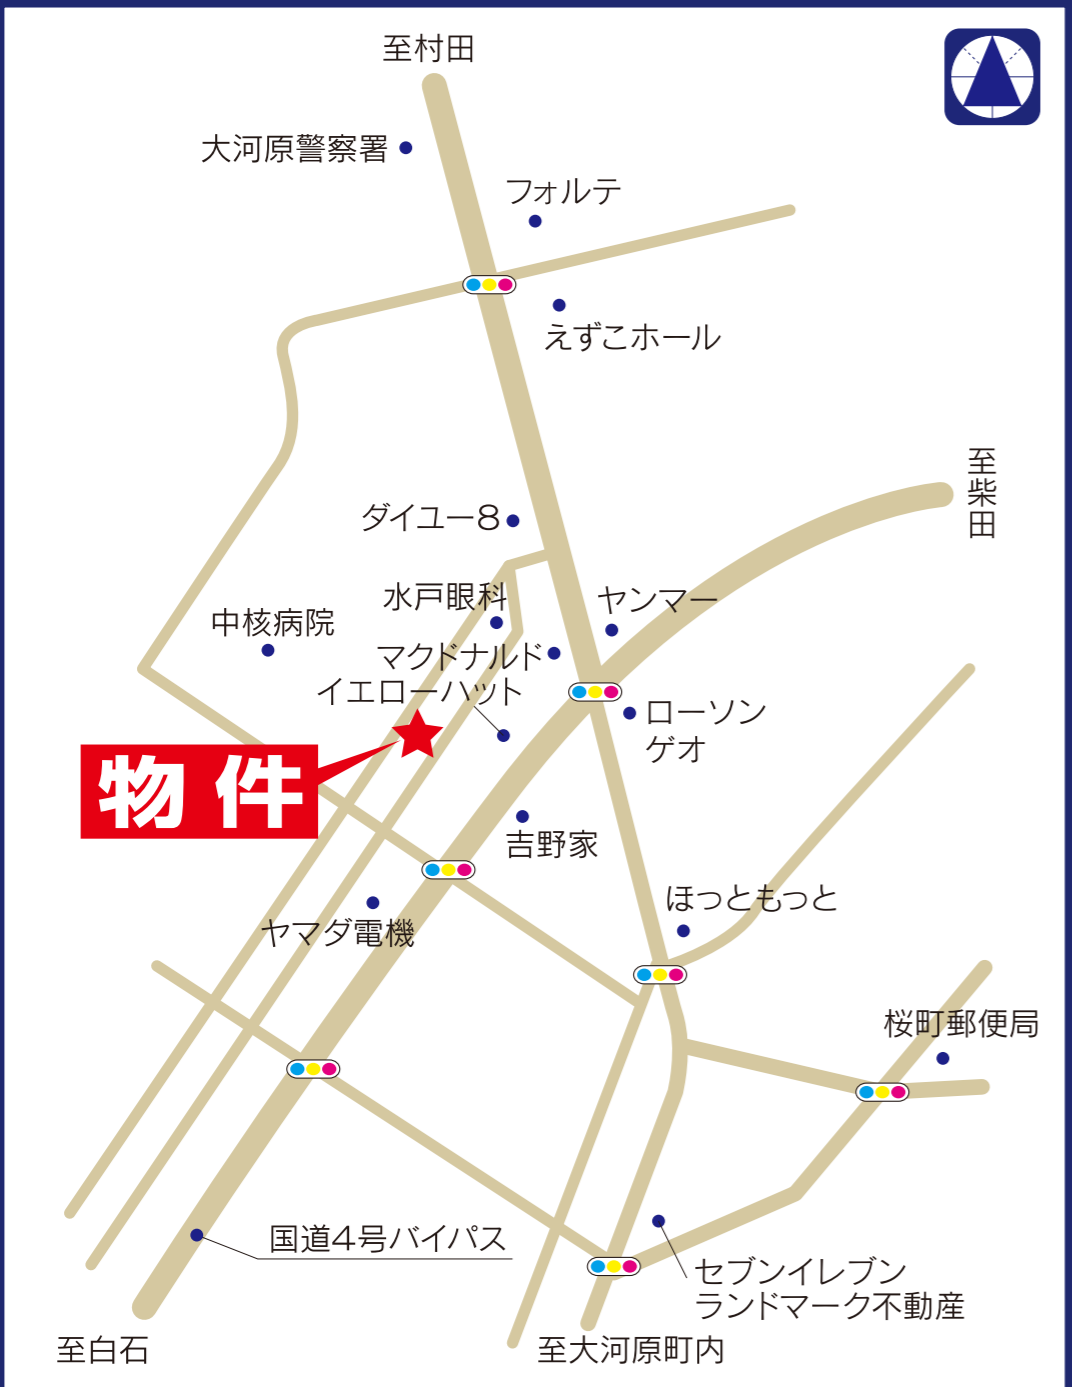 至村田
大河原警察署
フォルテ
えずこホール
至柴田
ダイユー8
水戸眼科
ヤンマー
中核病院
マクドナルド
イエローハット
ローソン
ゲオ
物件
吉野家
ほっともっと
ヤマダ電機
桜町郵便局
国道4号バイパス
セブンイレブン
ランドマーク不動産
至白石
至大河原町内